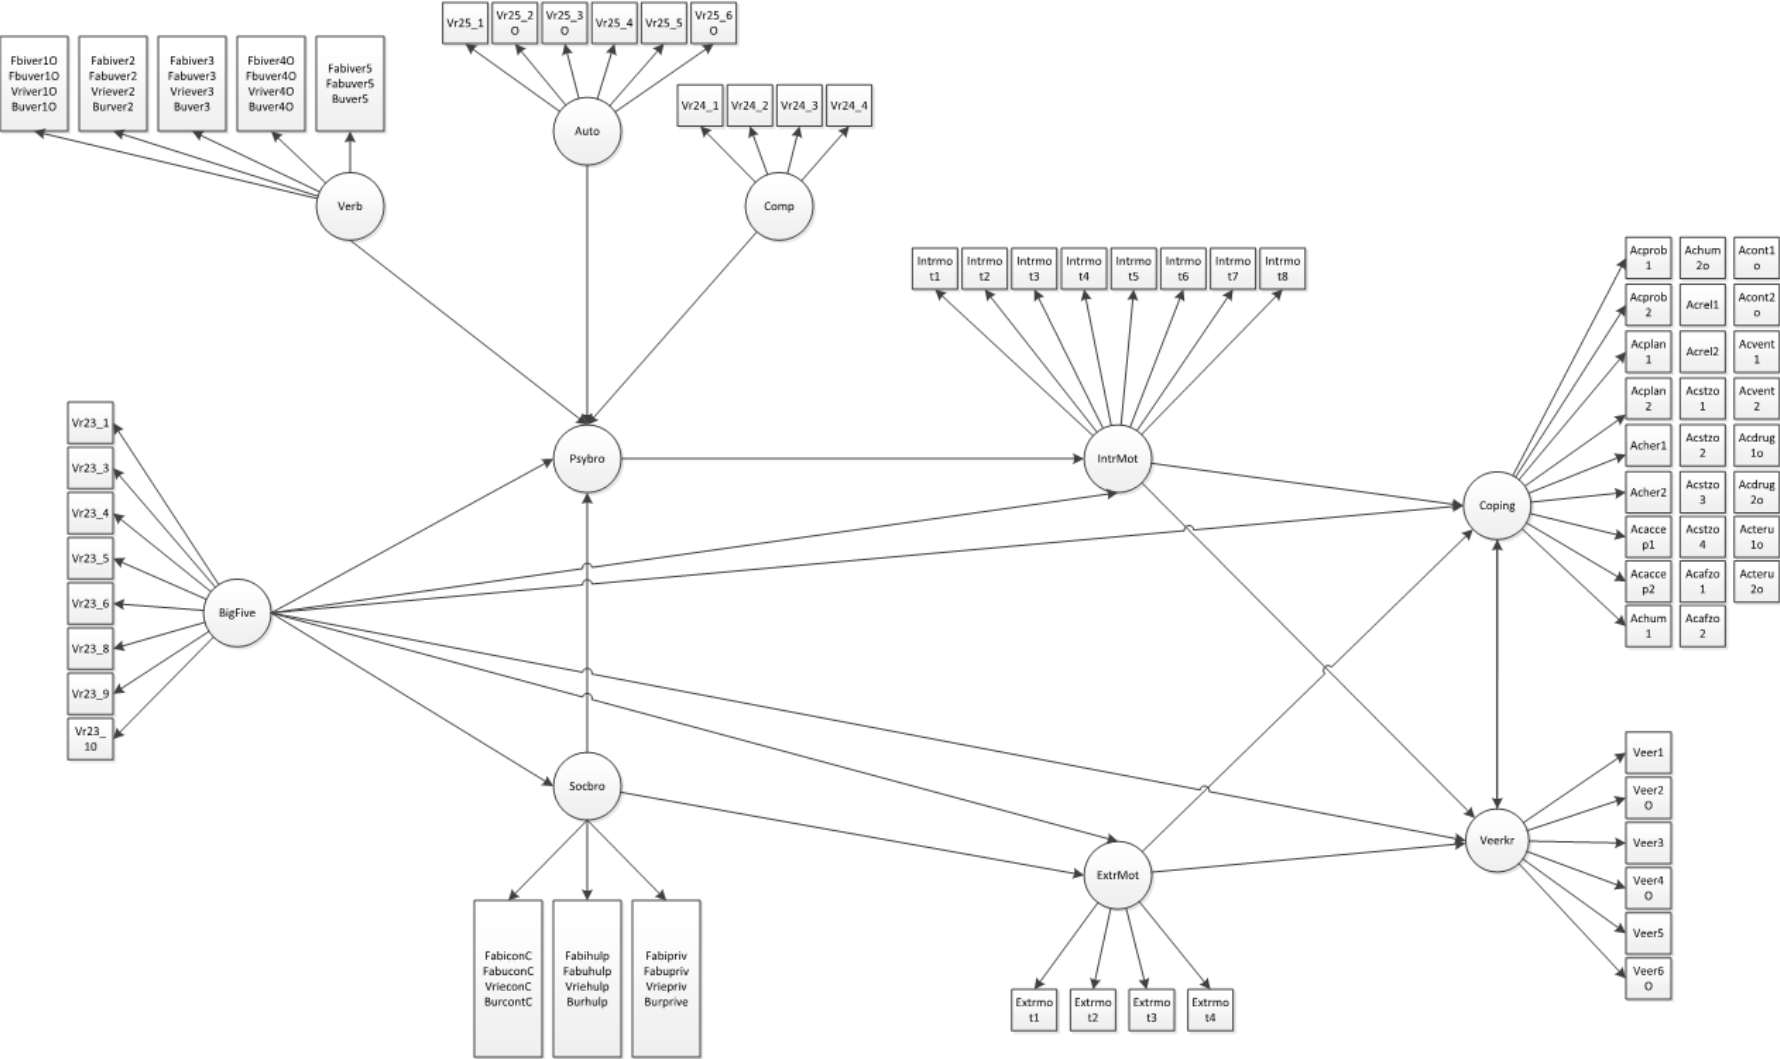 Vr25_1
Vr25_2
O
Vr25_3
O
Vr25_4
Vr25_5
Vr25_6
O
Fbiver1O
Fbuver1O
Vriver1O
Buver1O
Fabiver2
Fabuver2
Vriever2
Burver2
Fabiver3
Fabuver3
Vriever3
Buver3
Fbiver4O
Fbuver4O
Vriver4O
Buver4O
Fabiver5
Fabuver5
Buver5
Auto
Vr24_1
Vr24_2
Vr24_3
Vr24_4
Verb
Comp
Intrmo
t1
Intrmo
t2
Intrmo
t3
Intrmo
t4
Intrmo
t5
Intrmo
t6
Intrmo
t7
Intrmo
t8
Acprob
1
Achum
2o
Acont1
o
Acprob
2
Acrel1
Acont2
o
Acplan
1
Acrel2
Acvent
1
Acplan
2
Acstzo
1
Acvent
2
Acher1
Acstzo
2
Acdrug
1o
Acher2
Acstzo
3
Acdrug
2o
Acacce
p1
Acstzo
4
Acteru
1o
Acacce
p2
Acafzo
1
Acteru
2o
Achum
1
Acafzo
2
Vr23_1
Vr23_3
Vr23_4
Vr23_5
Vr23_6
Vr23_8
Vr23_9
Vr23_
10
Psybro
IntrMot
Coping
BigFive
Socbro
ExtrMot
Veerkr
Veer1
Veer2
O
Veer3
Veer4
O
Veer5
Veer6
O
FabiconC
FabuconC
VrieconC
BurcontC
Fabihulp
Fabuhulp
Vriehulp
Burhulp
Fabipriv
Fabupriv
Vriepriv
Burprive
Extrmo
t1
Extrmo
t2
Extrmo
t3
Extrmo
t4